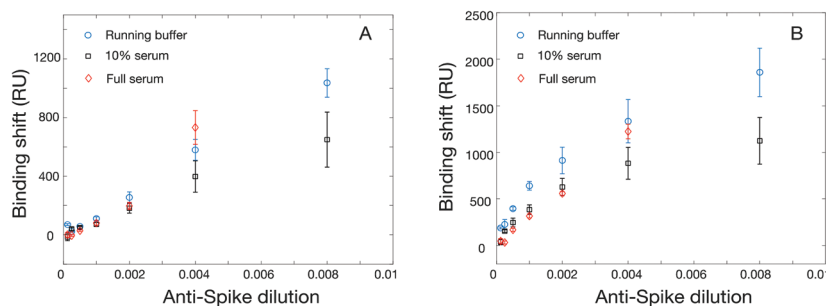 A
Running buffer
10% serum
Full serum
Binding shift (RU)
1200
800
400
0
0
0.002
0.004
0.006
0.008
0.01
Anti-Spike dilution
B
Running buffer
10% serum
Full serum
Binding shift (RU)
2500
2000
1500
1000
500
0
0
0.002
0.004
0.006
0.008
0.01
Anti-Spike dilution